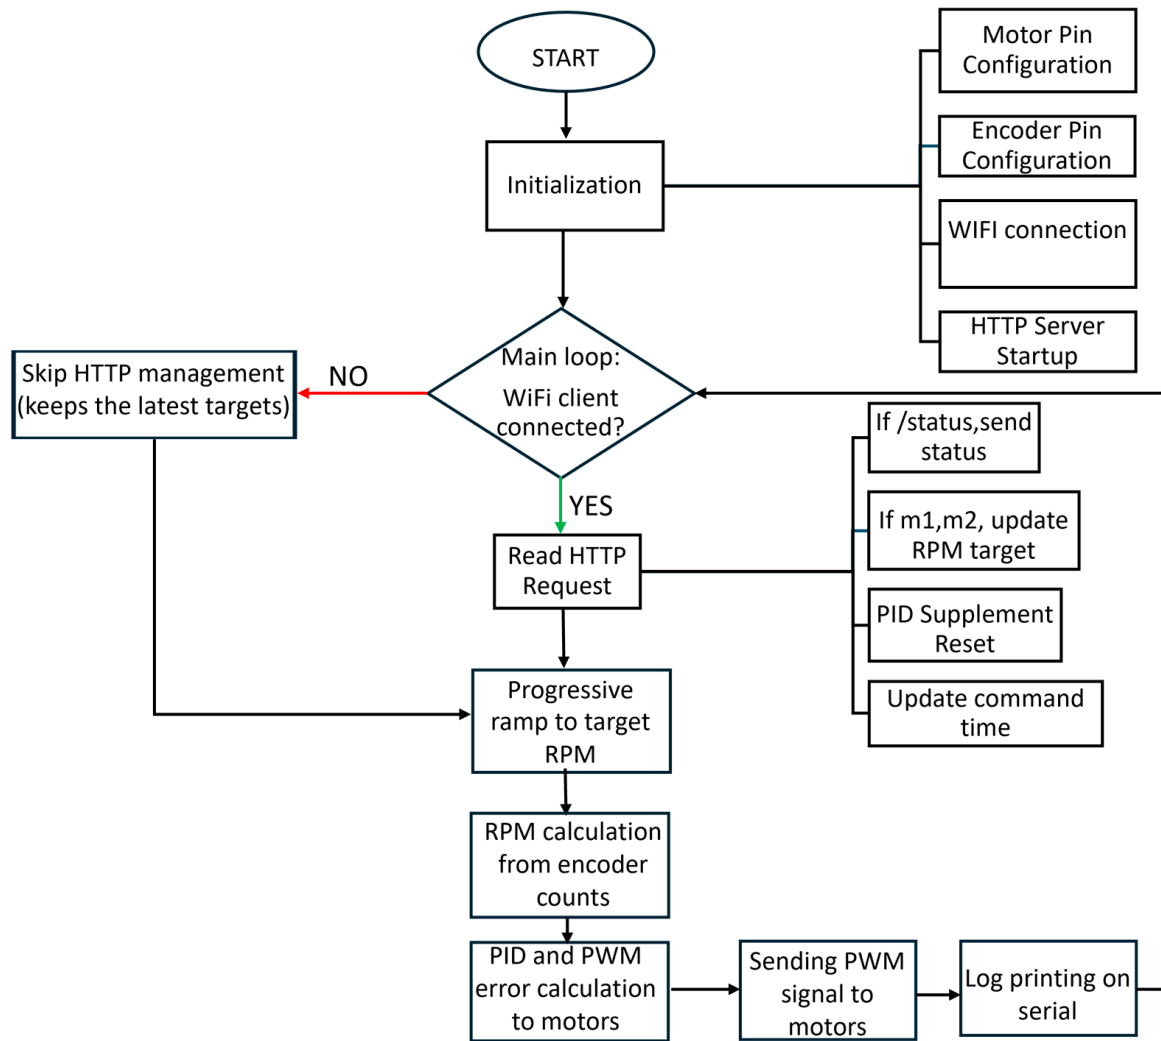 START
Motor Pin
Configuration
Encoder Pin
Configuration
Initialization
WIFI connection
HTTP Server
Startup
Main loop:
WiFi client
connected?
NO
Skip HTTP management
(keeps the latest targets)
YES
If /status,send
status
If m1,m2, update
RPM target
Read HTTP
Request
PID Supplement
Reset
Update command
time
Progressive
ramp to target
RPM
RPM calculation
from encoder
counts
PID and PWM
error calculation
to motors
Sending PWM
signal to
motors
Log printing on
serial